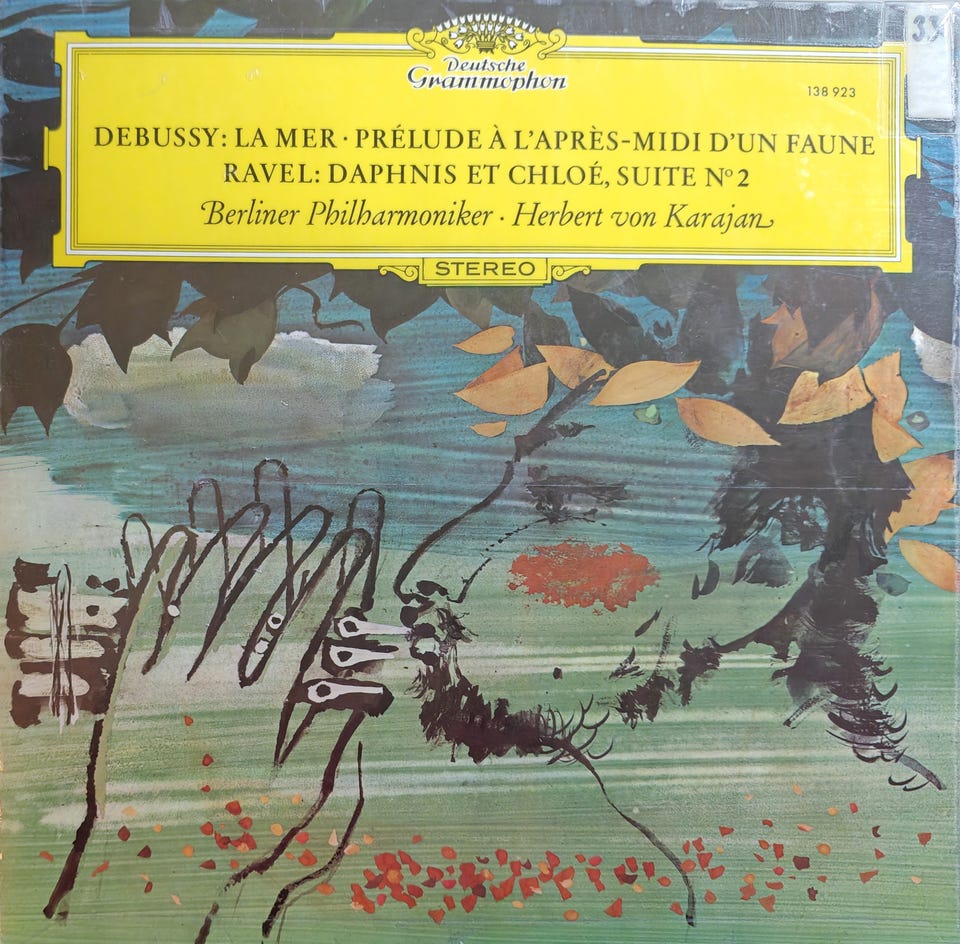 33
Deutsche
Grammophon
138 923
DEBUSSY: LA MER · PRÉLUDE À L'APRÈS-MIDI D'UN FAUNE
RAVEL: DAPHNIS ET CHLOÉ, SUITE Nº 2
Berliner Philharmoniker · Herbert von Karajan
STEREO